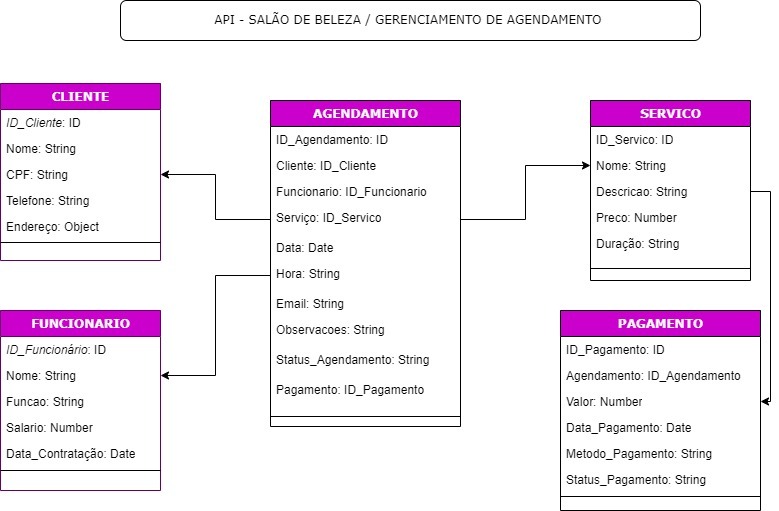 API - SALÃO DE BELEZA / GERENCIAMENTO DE AGENDAMENTO
CLIENTE
ID_Cliente: ID
Nome: String
CPF: String
Telefone: String
Endereço: Object
AGENDAMENTO
ID_Agendamento: ID
Cliente: ID_Cliente
Funcionario: ID_Funcionario
Serviço: ID_Servico
Data: Date
Hora: String
Email: String
Observacoes: String
Status_Agendamento: String
Pagamento: ID_Pagamento
SERVICO
ID_Servico: ID
Nome: String
Descricao: String
Preco: Number
Duração: String
FUNCIONARIO
ID_Funcionário: ID
Nome: String
Funcao: String
Salario: Number
Data_Contratação: Date
PAGAMENTO
ID_Pagamento: ID
Agendamento: ID_Agendamento
Valor: Number
Data_Pagamento: Date
Metodo_Pagamento: String
Status_Pagamento: String